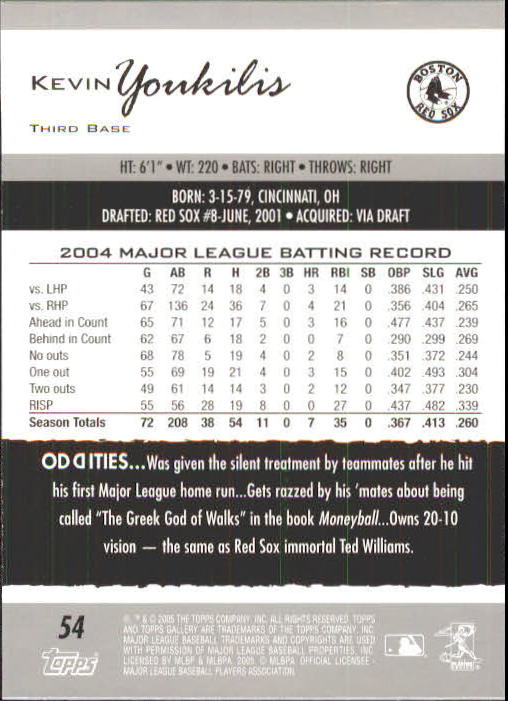 KEVIN Youkilis
BOSTON
RED SOX
THIRD BASE
HT: 6'1" • WT: 220 • BATS: RIGHT • THROWS: RIGHT
BORN: 3-15-79, CINCINNATI, OH
DRAFTED: RED SOX #8-JUNE, 2001 • ACQUIRED: VIA DRAFT
2004 MAJOR LEAGUE BATTING RECORD
G AB R H 2B 3B HR RBI SB OBP SLG AVG
vs. LHP 43 72 14 18 4 0 3 14 0 .386 .431 .250
vs. RHP 67 136 24 36 7 0 4 21 0 .356 .404 .265
Ahead in Count 65 71 12 17 5 0 3 16 0 .477 .437 .239
Behind in Count 62 67 6 18 2 0 0 7 0 .290 .299 .269
No outs 68 78 5 19 4 0 2 8 0 .351 .372 .244
One out 55 69 19 21 4 0 3 15 0 .402 .493 .304
Two outs 49 61 14 14 3 0 2 12 0 .347 .377 .230
RISP 55 56 28 19 8 0 0 27 0 .437 .482 .339
Season Totals 72 208 38 54 11 0 7 35 0 .367 .413 .260
ODDITIES...Was given the silent treatment by teammates after he hit
his first Major League home run...Gets razzed by his 'mates about being
called "The Greek God of Walks" in the book Moneyball...Owns 20-10
vision — the same as Red Sox immortal Ted Williams.
54
Topps
®, ™ & © 2005 THE TOPPS COMPANY, INC. ALL RIGHTS RESERVED. TOPPS
AND TOPPS GALLERY ARE TRADEMARKS OF THE TOPPS COMPANY, INC.
MAJOR LEAGUE BASEBALL TRADEMARKS AND COPYRIGHTS ARE USED
WITH PERMISSION OF MAJOR LEAGUE BASEBALL PROPERTIES, INC.
LICENSED BY MLBP & MLBPA 2005. © MLBPA OFFICIAL LICENSEE -
MAJOR LEAGUE BASEBALL PLAYERS ASSOCIATION.